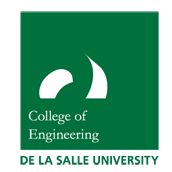 College of
Engineering
DE LA SALLE UNIVERSITY